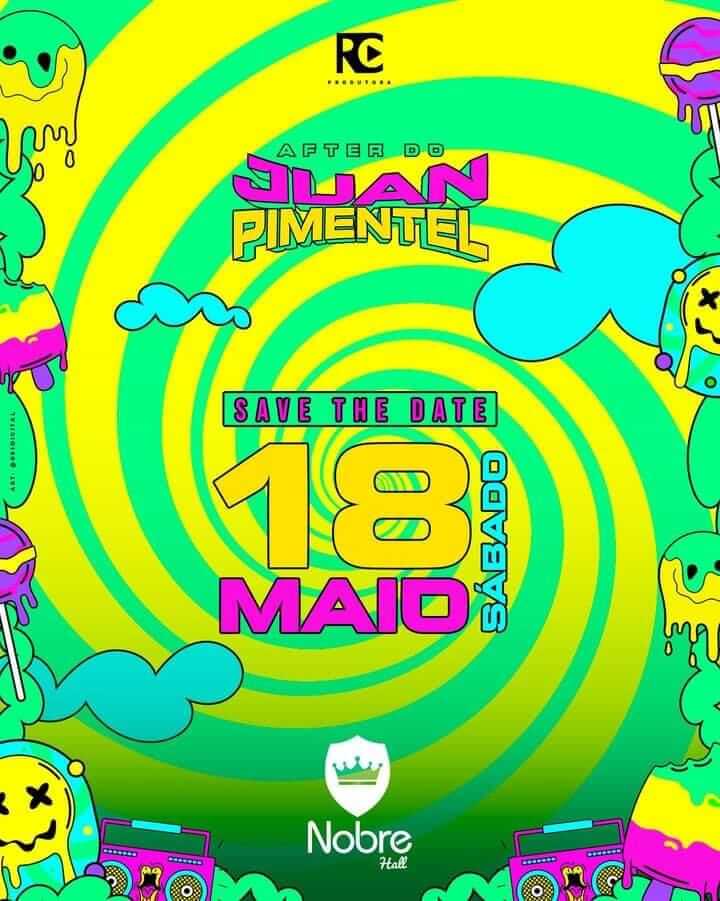 RC
PRODUTORA
AFTER DO
JUAN
PIMENTEL
SAVE THE DATE
18
MAIO
SÁBADO
Nobre
Hall